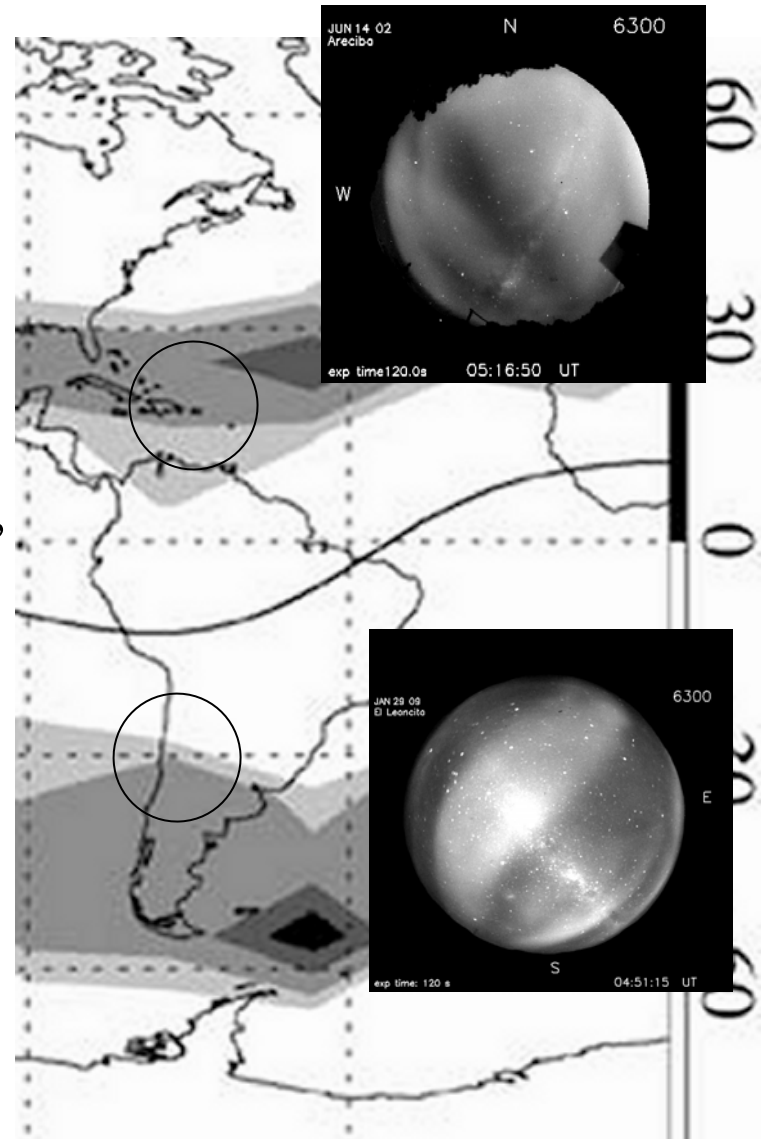 JUN 14 02
Arecibo
N
6300
W
exp time120.0s
05:16:50 UT
60
30
0
JAN 29 09
El Leoncito
6300
E
S
exp time: 120 s
04:51:15 UT
30
60